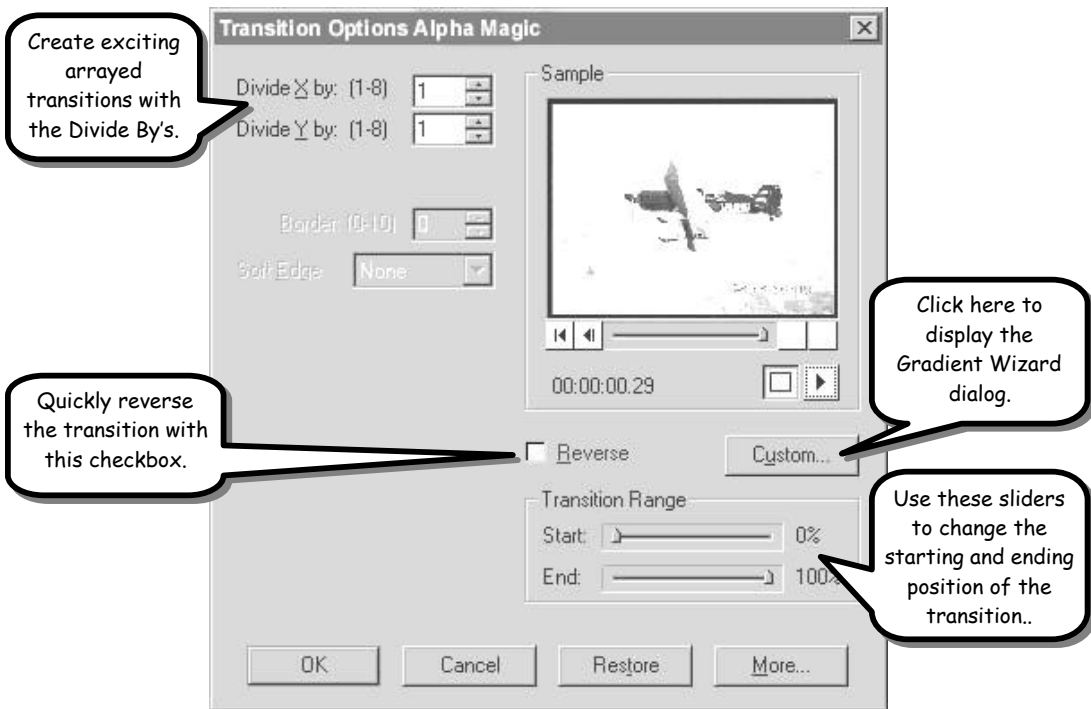 Transition Options Alpha Magic
Create exciting
arrayed
transitions with
the Divide By's.
Divide X by: (1-8) 1
Divide Y by: (1-8) 1
Border: (0-10) 0
Soft Edge None
Sample
00:00:00.29
Click here to
display the
Gradient Wizard
dialog.
Quickly reverse
the transition with
this checkbox.
Reverse
Custom...
Transition Range
Start: 0%
End: 100%
Use these sliders
to change the
starting and ending
position of the
transition..
OK Cancel Restore More...